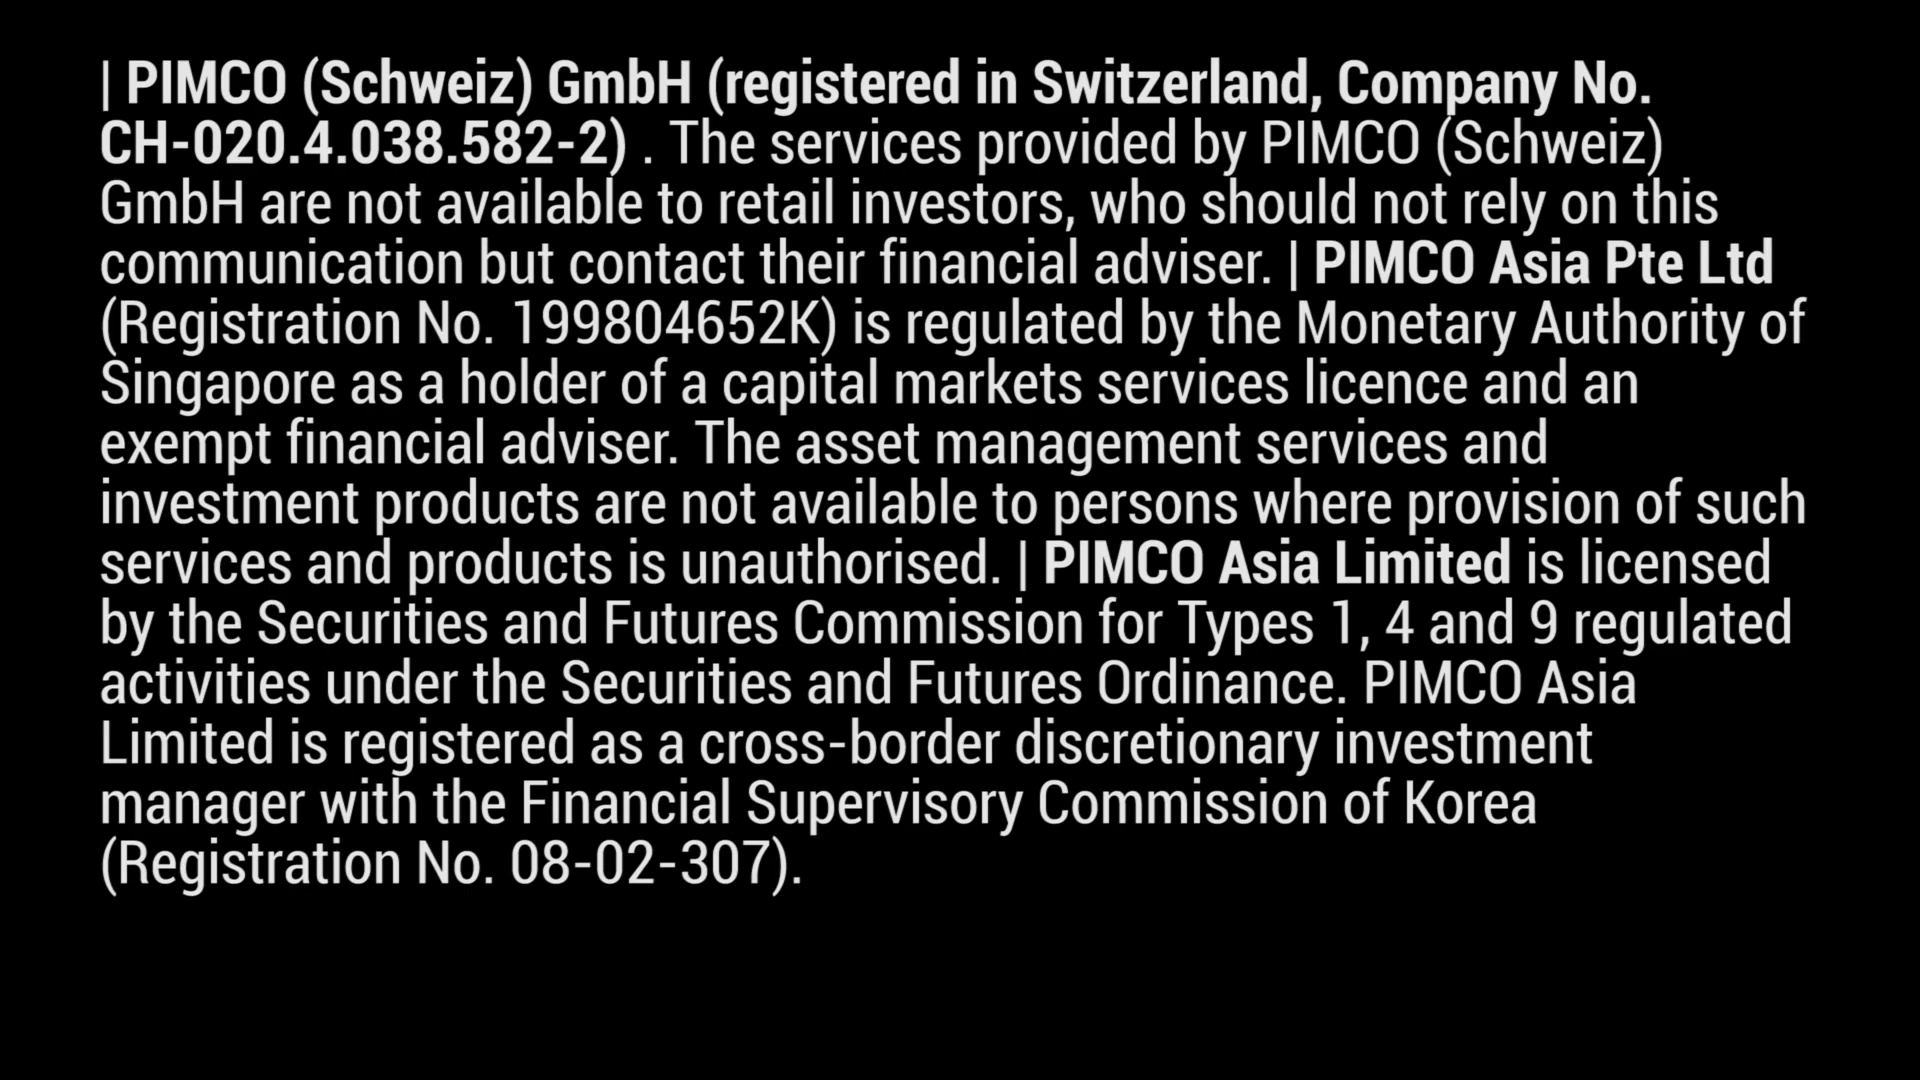 | PIMCO (Schweiz) GmbH (registered in Switzerland, Company No.
CH-020.4.038.582-2) . The services provided by PIMCO (Schweiz)
GmbH are not available to retail investors, who should not rely on this
communication but contact their financial adviser. | PIMCO Asia Pte Ltd
(Registration No. 199804652K) is regulated by the Monetary Authority of
Singapore as a holder of a capital markets services licence and an
exempt financial adviser. The asset management services and
investment products are not available to persons where provision of such
services and products is unauthorised. | PIMCO Asia Limited is licensed
by the Securities and Futures Commission for Types 1, 4 and 9 regulated
activities under the Securities and Futures Ordinance. PIMCO Asia
Limited is registered as a cross-border discretionary investment
manager with the Financial Supervisory Commission of Korea
(Registration No. 08-02-307).